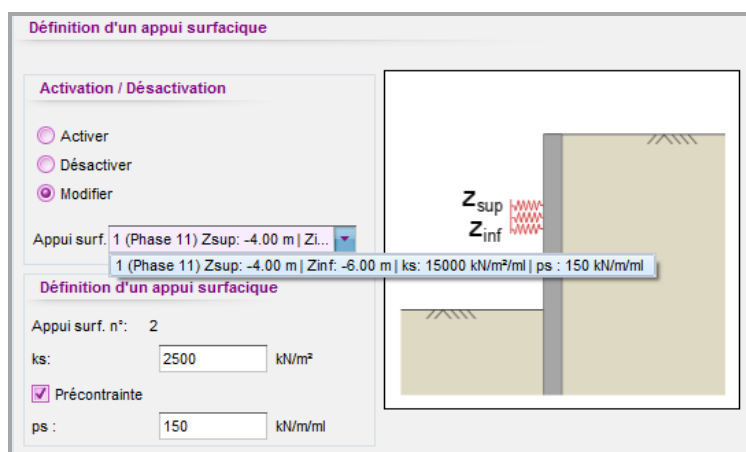 Définition d'un appui surfacique
Activation / Désactivation
Activer
Désactiver
Modifier
Appui surf. 1 (Phase 11) Zsup: -4.00 m | Zi...
1 (Phase 11) Zsup: -4.00 m | Zinf: -6.00 m | ks: 15000 kN/m²/ml | ps : 150 kN/m/ml
Définition d'un appui surfacique
Appui surf. n°: 2
ks: 2500 kN/m²
Précontrainte
ps : 150 kN/m/ml
Zsup
Zinf